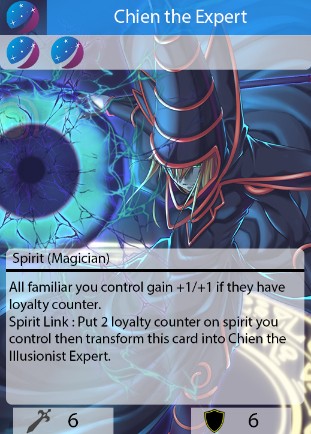 Chien the Expert
Spirit (Magician)
All familiar you control gain +1/+1 if they have
loyalty counter.
Spirit Link : Put 2 loyalty counter on spirit you
control then transform this card into Chien the
Illusionist Expert.
6
6